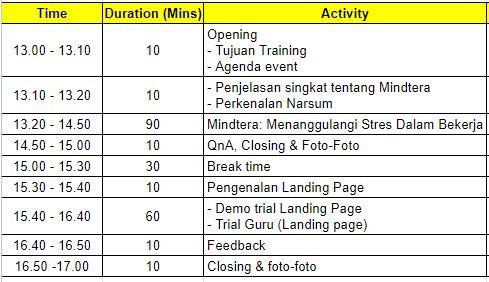 Time Duration (Mins) Activity
Opening
13.00 - 13.10 10 - Tujuan Training
- Agenda event
13.10 - 13.20 10 - Penjelasan singkat tentang Mindtera
- Perkenalan Narsum
13.20 - 14.50 90 Mindtera: Menanggulangi Stres Dalam Bekerja
14.50 - 15.00 10 QnA, Closing & Foto-Foto
15.00 - 15.30 30 Break time
15.30 - 15.40 10 Pengenalan Landing Page
15.40 - 16.40 60 - Demo trial Landing Page
- Trial Guru (Landing page)
16.40 - 16.50 10 Feedback
16.50 -17.00 10 Closing & foto-foto